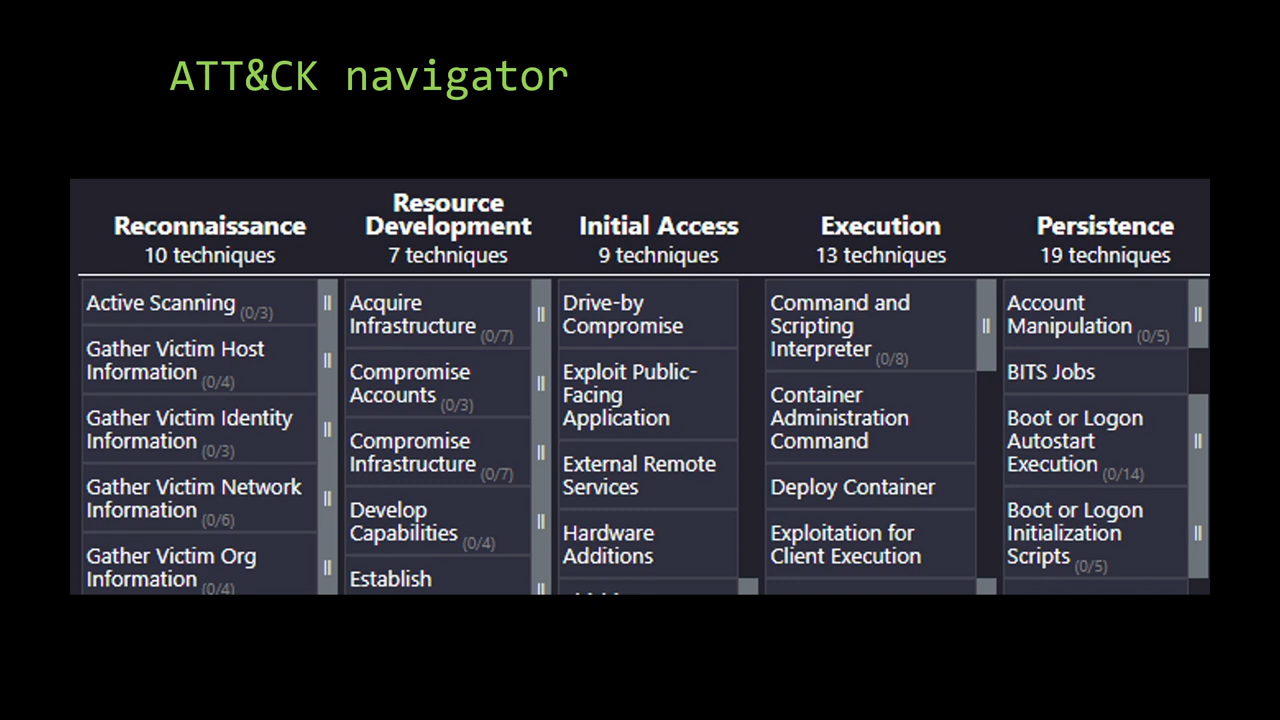 ATT&CK navigator
Reconnaissance
10 techniques
Active Scanning (0/3)
Gather Victim Host
Information (0/4)
Gather Victim Identity
Information (0/3)
Gather Victim Network
Information (0/6)
Gather Victim Org
Information (0/4)
Resource
Development
7 techniques
Acquire
Infrastructure (0/7)
Compromise
Accounts (0/3)
Compromise
Infrastructure (0/7)
Develop
Capabilities (0/4)
Establish
Initial Access
9 techniques
Drive-by
Compromise
Exploit Public-
Facing
Application
External Remote
Services
Hardware
Additions
Execution
13 techniques
Command and
Scripting
Interpreter (0/8)
Container
Administration
Command
Deploy Container
Exploitation for
Client Execution
Persistence
19 techniques
Account
Manipulation (0/5)
BITS Jobs
Boot or Logon
Autostart
Execution (0/14)
Boot or Logon
Initialization
Scripts (0/5)